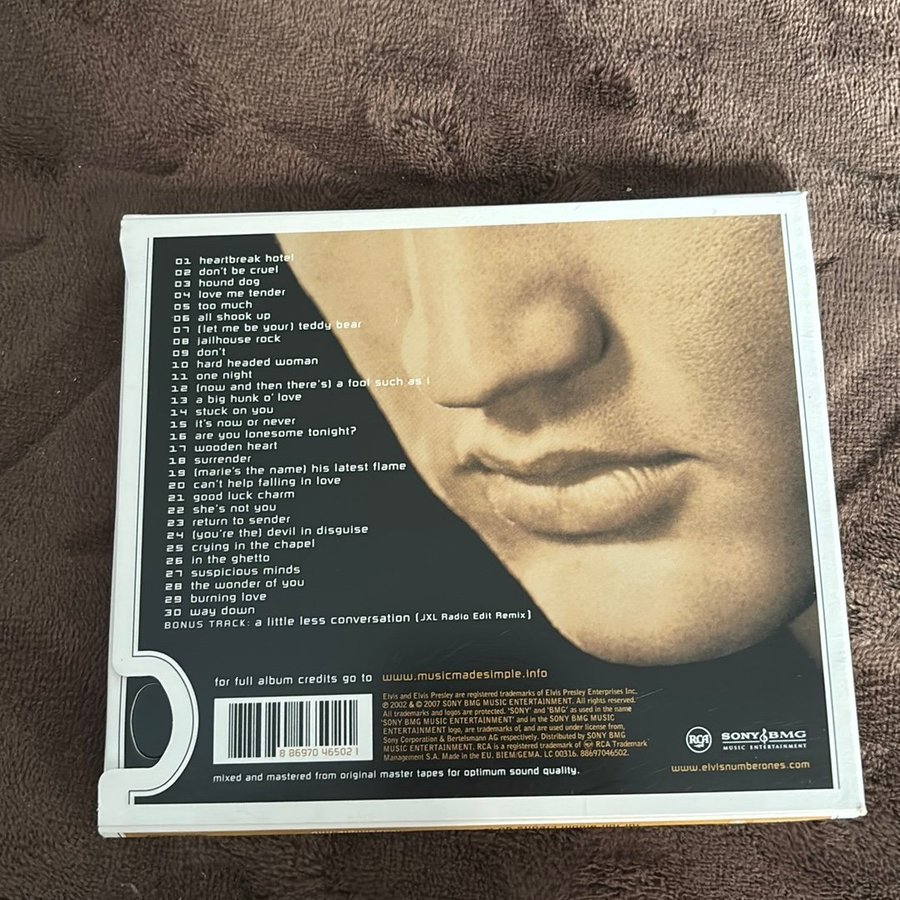 01 heartbreak hotel
02 don't be cruel
03 hound dog
04 love me tender
05 too much
06 all shook up
07 (let me be your) teddy bear
08 jailhouse rock
09 don't
10 hard headed woman
11 one night
12 (now and then there's) a fool such as i
13 a big hunk o' love
14 stuck on you
15 it's now or never
16 are you lonesome tonight?
17 wooden heart
18 surrender
19 (marie's the name) his latest flame
20 can't help falling in love
21 good luck charm
22 she's not you
23 return to sender
24 (you're the) devil in disguise
25 crying in the chapel
26 in the ghetto
27 suspicious minds
28 the wonder of you
29 burning love
30 way down
BONUS TRACK: a little less conversation (JXL Radio Edit Remix)
for full album credits go to www.musicmadesimple.info
Elvis and Elvis Presley are registered trademarks of Elvis Presley Enterprises Inc.
℗ 2002 & © 2007 SONY BMG MUSIC ENTERTAINMENT.
All trademarks and logos are protected. 'SONY' and 'BMG' as used in the name
'SONY BMG MUSIC ENTERTAINMENT' and in the SONY BMG MUSIC
ENTERTAINMENT logo, are trademarks of, and are used under license from,
Sony Corporation & Bertelsmann AG respectively. Distributed by SONY BMG
MUSIC ENTERTAINMENT. RCA is a registered trademark of RCA Trademark
Management S.A. Made in the EU. BIEM/GEMA. LC 00316. 88697046502.
8 86970 46502 1
RCA
SONY BMG
MUSIC ENTERTAINMENT
mixed and mastered from original master tapes for optimum sound quality.
www.elvisnumberones.com